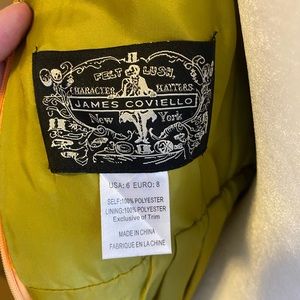 FELT LUSH,
CHARACTER MATTERS.
JAMES COVIELLO
New York
USA: 6 EURO: 8
SELF:100% POLYESTER
LINING:100% POLYESTER
Exclusive of Trim
MADE IN CHINA
FABRIQUE EN LA CHINE